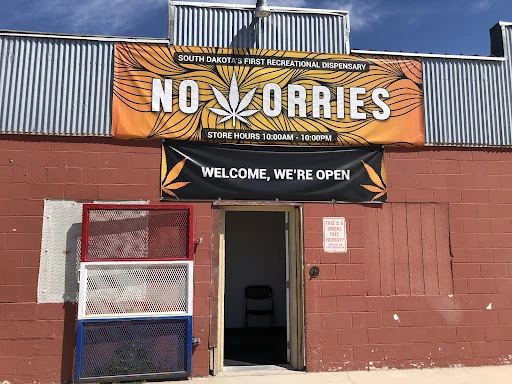 SOUTH DAKOTA'S FIRST RECREATIONAL DISPENSARY
NO WORRIES
STORE HOURS 10:00AM - 10:00PM
WELCOME, WE'RE OPEN
THIS IS A
SMOKE
FREE
PROPERTY